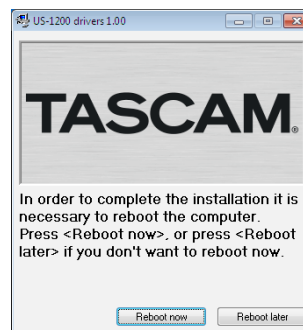 US-1200 drivers 1.00
TASCAM®
In order to complete the installation it is
necessary to reboot the computer.
Press <Reboot now>, or press <Reboot
later> if you don't want to reboot now.
Reboot now
Reboot later